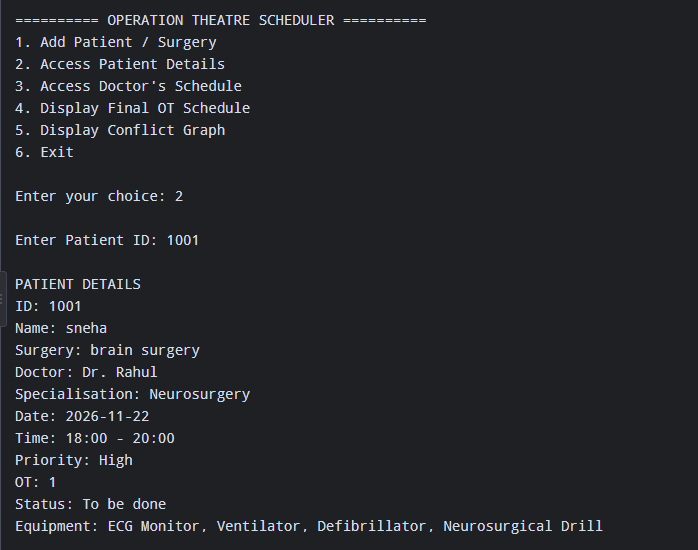 ========== OPERATION THEATRE SCHEDULER ==========
1. Add Patient / Surgery
2. Access Patient Details
3. Access Doctor's Schedule
4. Display Final OT Schedule
5. Display Conflict Graph
6. Exit
Enter your choice: 2
Enter Patient ID: 1001
PATIENT DETAILS
ID: 1001
Name: sneha
Surgery: brain surgery
Doctor: Dr. Rahul
Specialisation: Neurosurgery
Date: 2026-11-22
Time: 18:00 - 20:00
Priority: High
OT: 1
Status: To be done
Equipment: ECG Monitor, Ventilator, Defibrillator, Neurosurgical Drill